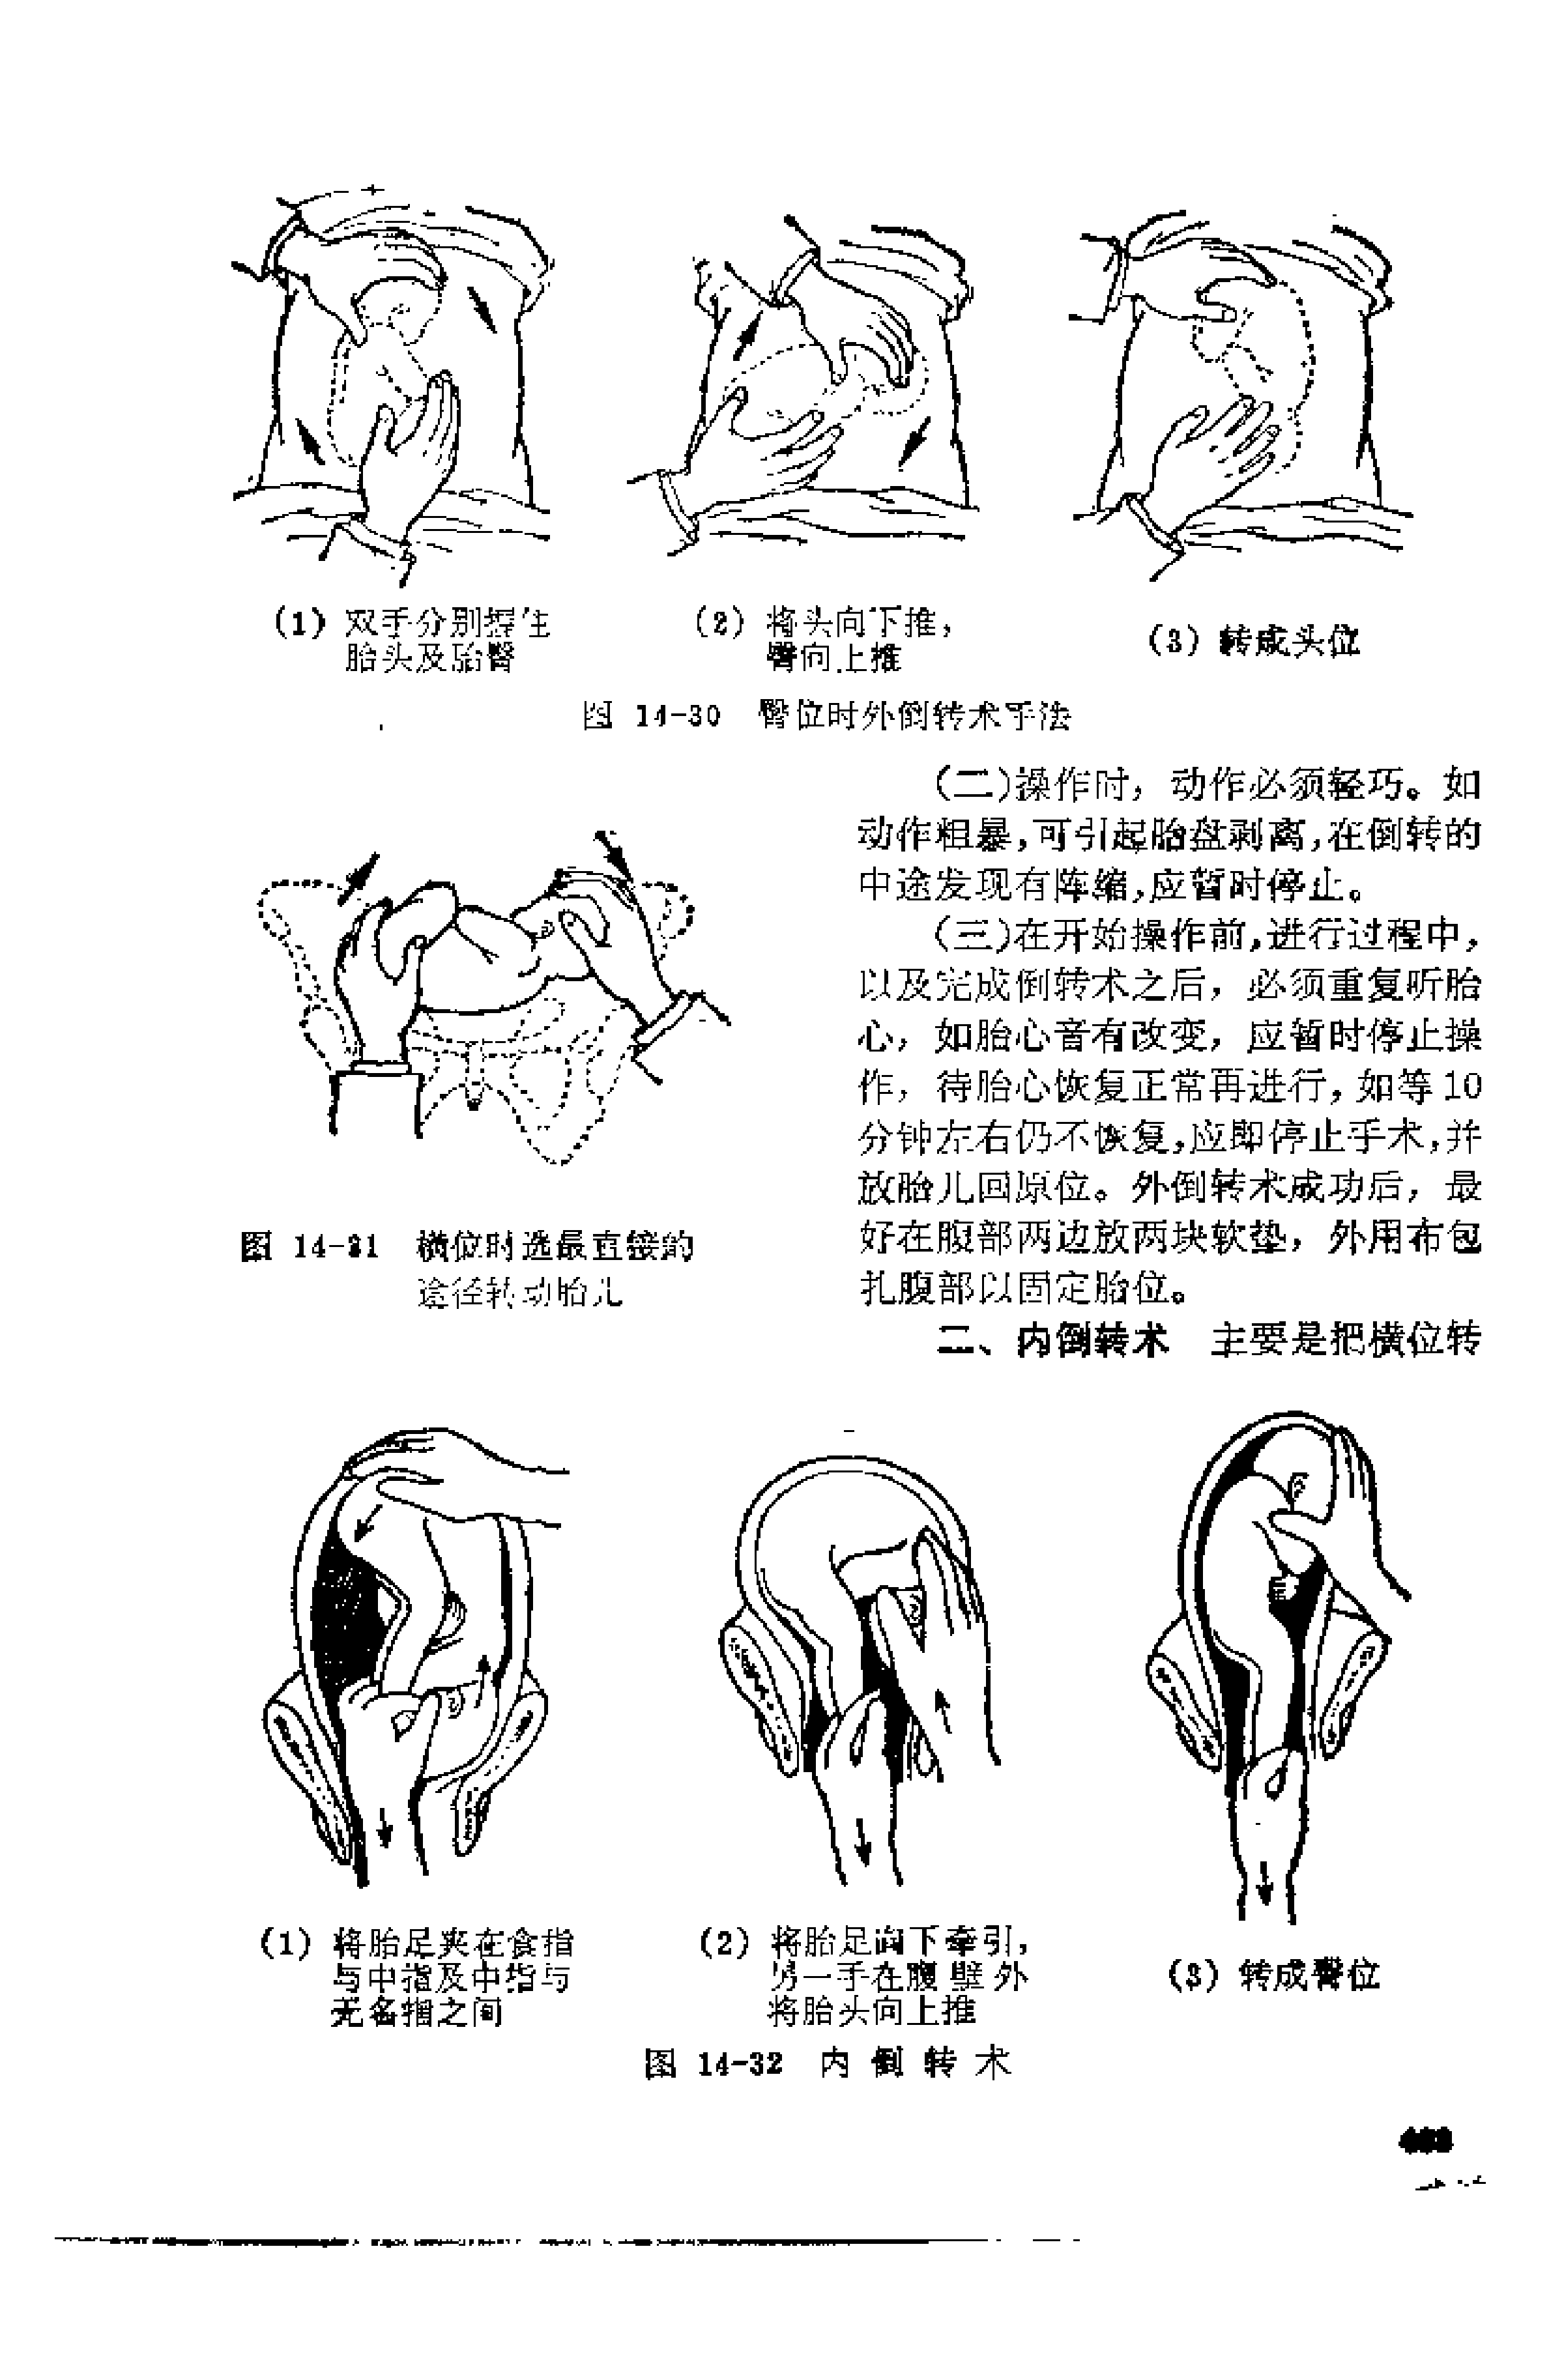 (1) 双手分别握住
胎头及胎臀
(2) 将头向下推，
臀向上推
(3) 转成头位
图 14-30 臀位时外倒转术手法
(二)操作时，动作必须轻巧。如
动作粗暴，可引起胎盘剥离，在倒转的
中途发现有阵缩，应暂时停止。
(三)在开始操作前，进行过程中，
以及完成倒转术之后，必须重复听胎
心，如胎心音有改变，应暂时停止操
作，待胎心恢复正常再进行，如等 10
分钟左右仍不恢复，应即停止手术，并
放胎儿回原位。外倒转术成功后，最
好在腹部两边放两块软垫，外用布包
扎腹部以固定胎位。
二、内倒转术 主要是把横位转
图 14-31 横位时选最直接的
途径转动胎儿
(1) 将胎足夹在食指
与中指及中指与
无名指之间
(2) 将胎足向下牵引，
另一手在腹壁外
将胎头向上推
(3) 转成臀位
图 14-32 内倒转术